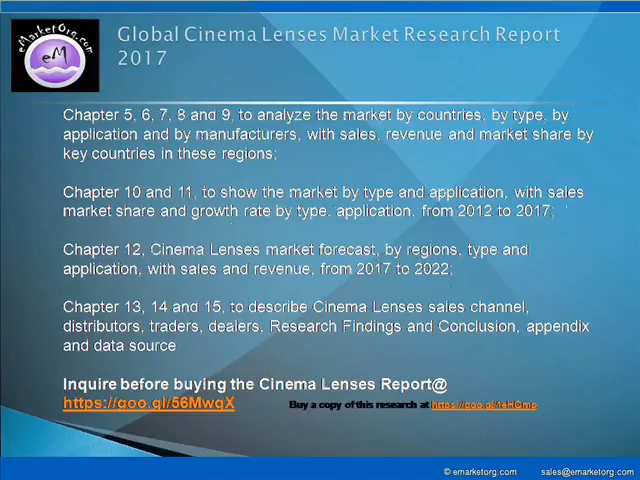 eMarketOrg.com
eM
Global Cinema Lenses Market Research Report
2017
Chapter 5, 6, 7, 8 and 9, to analyze the market by countries, by type, by
application and by manufacturers, with sales, revenue and market share by
key countries in these regions;
Chapter 10 and 11, to show the market by type and application, with sales
market share and growth rate by type, application, from 2012 to 2017;
Chapter 12, Cinema Lenses market forecast, by regions, type and
application, with sales and revenue, from 2017 to 2022;
Chapter 13, 14 and 15, to describe Cinema Lenses sales channel,
distributors, traders, dealers, Research Findings and Conclusion, appendix
and data source
Inquire before buying the Cinema Lenses Report@
https://goo.gl/56MwqX
Buy a copy of this research at
© emarketorg.com sales@emarketorg.com